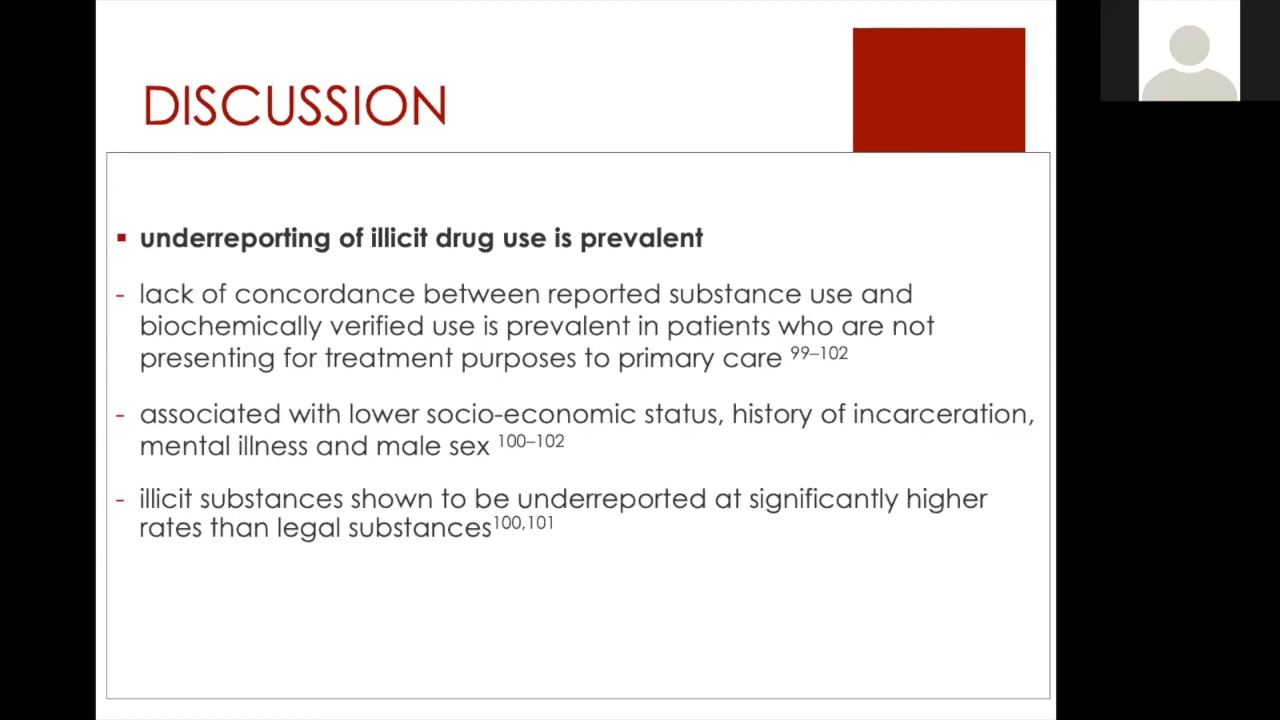 DISCUSSION
▪ underreporting of illicit drug use is prevalent
- lack of concordance between reported substance use and
biochemically verified use is prevalent in patients who are not
presenting for treatment purposes to primary care 99–102
- associated with lower socio-economic status, history of incarceration,
mental illness and male sex 100–102
- illicit substances shown to be underreported at significantly higher
rates than legal substances100,101